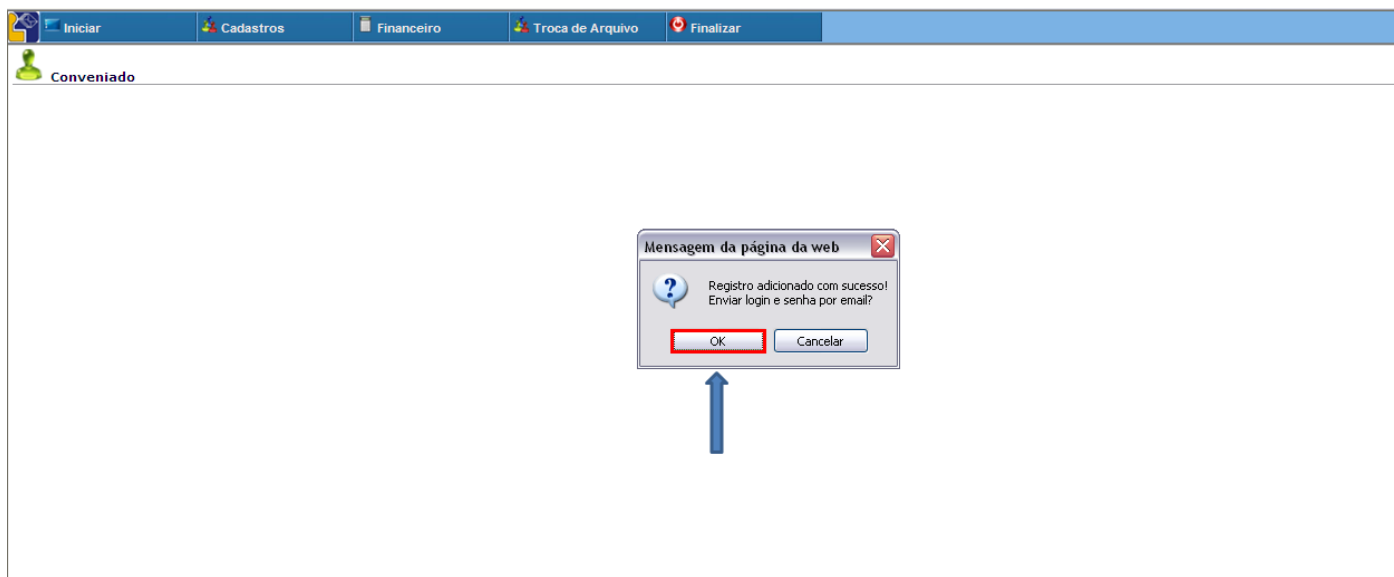 Iniciar Cadastros Financeiro Troca de Arquivo Finalizar
Conveniado
Mensagem da página da web
Registro adicionado com sucesso!
Enviar login e senha por email?
OK Cancelar